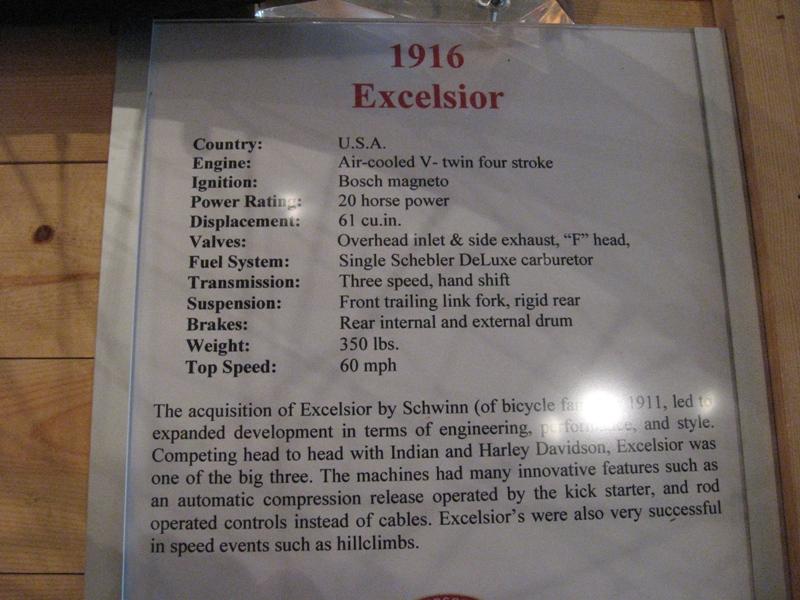 1916
Excelsior
Country: U.S.A.
Engine: Air-cooled V- twin four stroke
Ignition: Bosch magneto
Power Rating: 20 horse power
Displacement: 61 cu.in.
Valves: Overhead inlet & side exhaust, “F” head,
Fuel System: Single Schebler DeLuxe carburetor
Transmission: Three speed, hand shift
Suspension: Front trailing link fork, rigid rear
Brakes: Rear internal and external drum
Weight: 350 lbs.
Top Speed: 60 mph
The acquisition of Excelsior by Schwinn (of bicycle 1911, led to
expanded development in terms of engineering, performance, and style.
Competing head to head with Indian and Harley Davidson, Excelsior was
one of the big three. The machines had many innovative features such as
an automatic compression release operated by the kick starter, and rod
operated controls instead of cables. Excelsior’s were also very successful
in speed events such as hillclimbs.